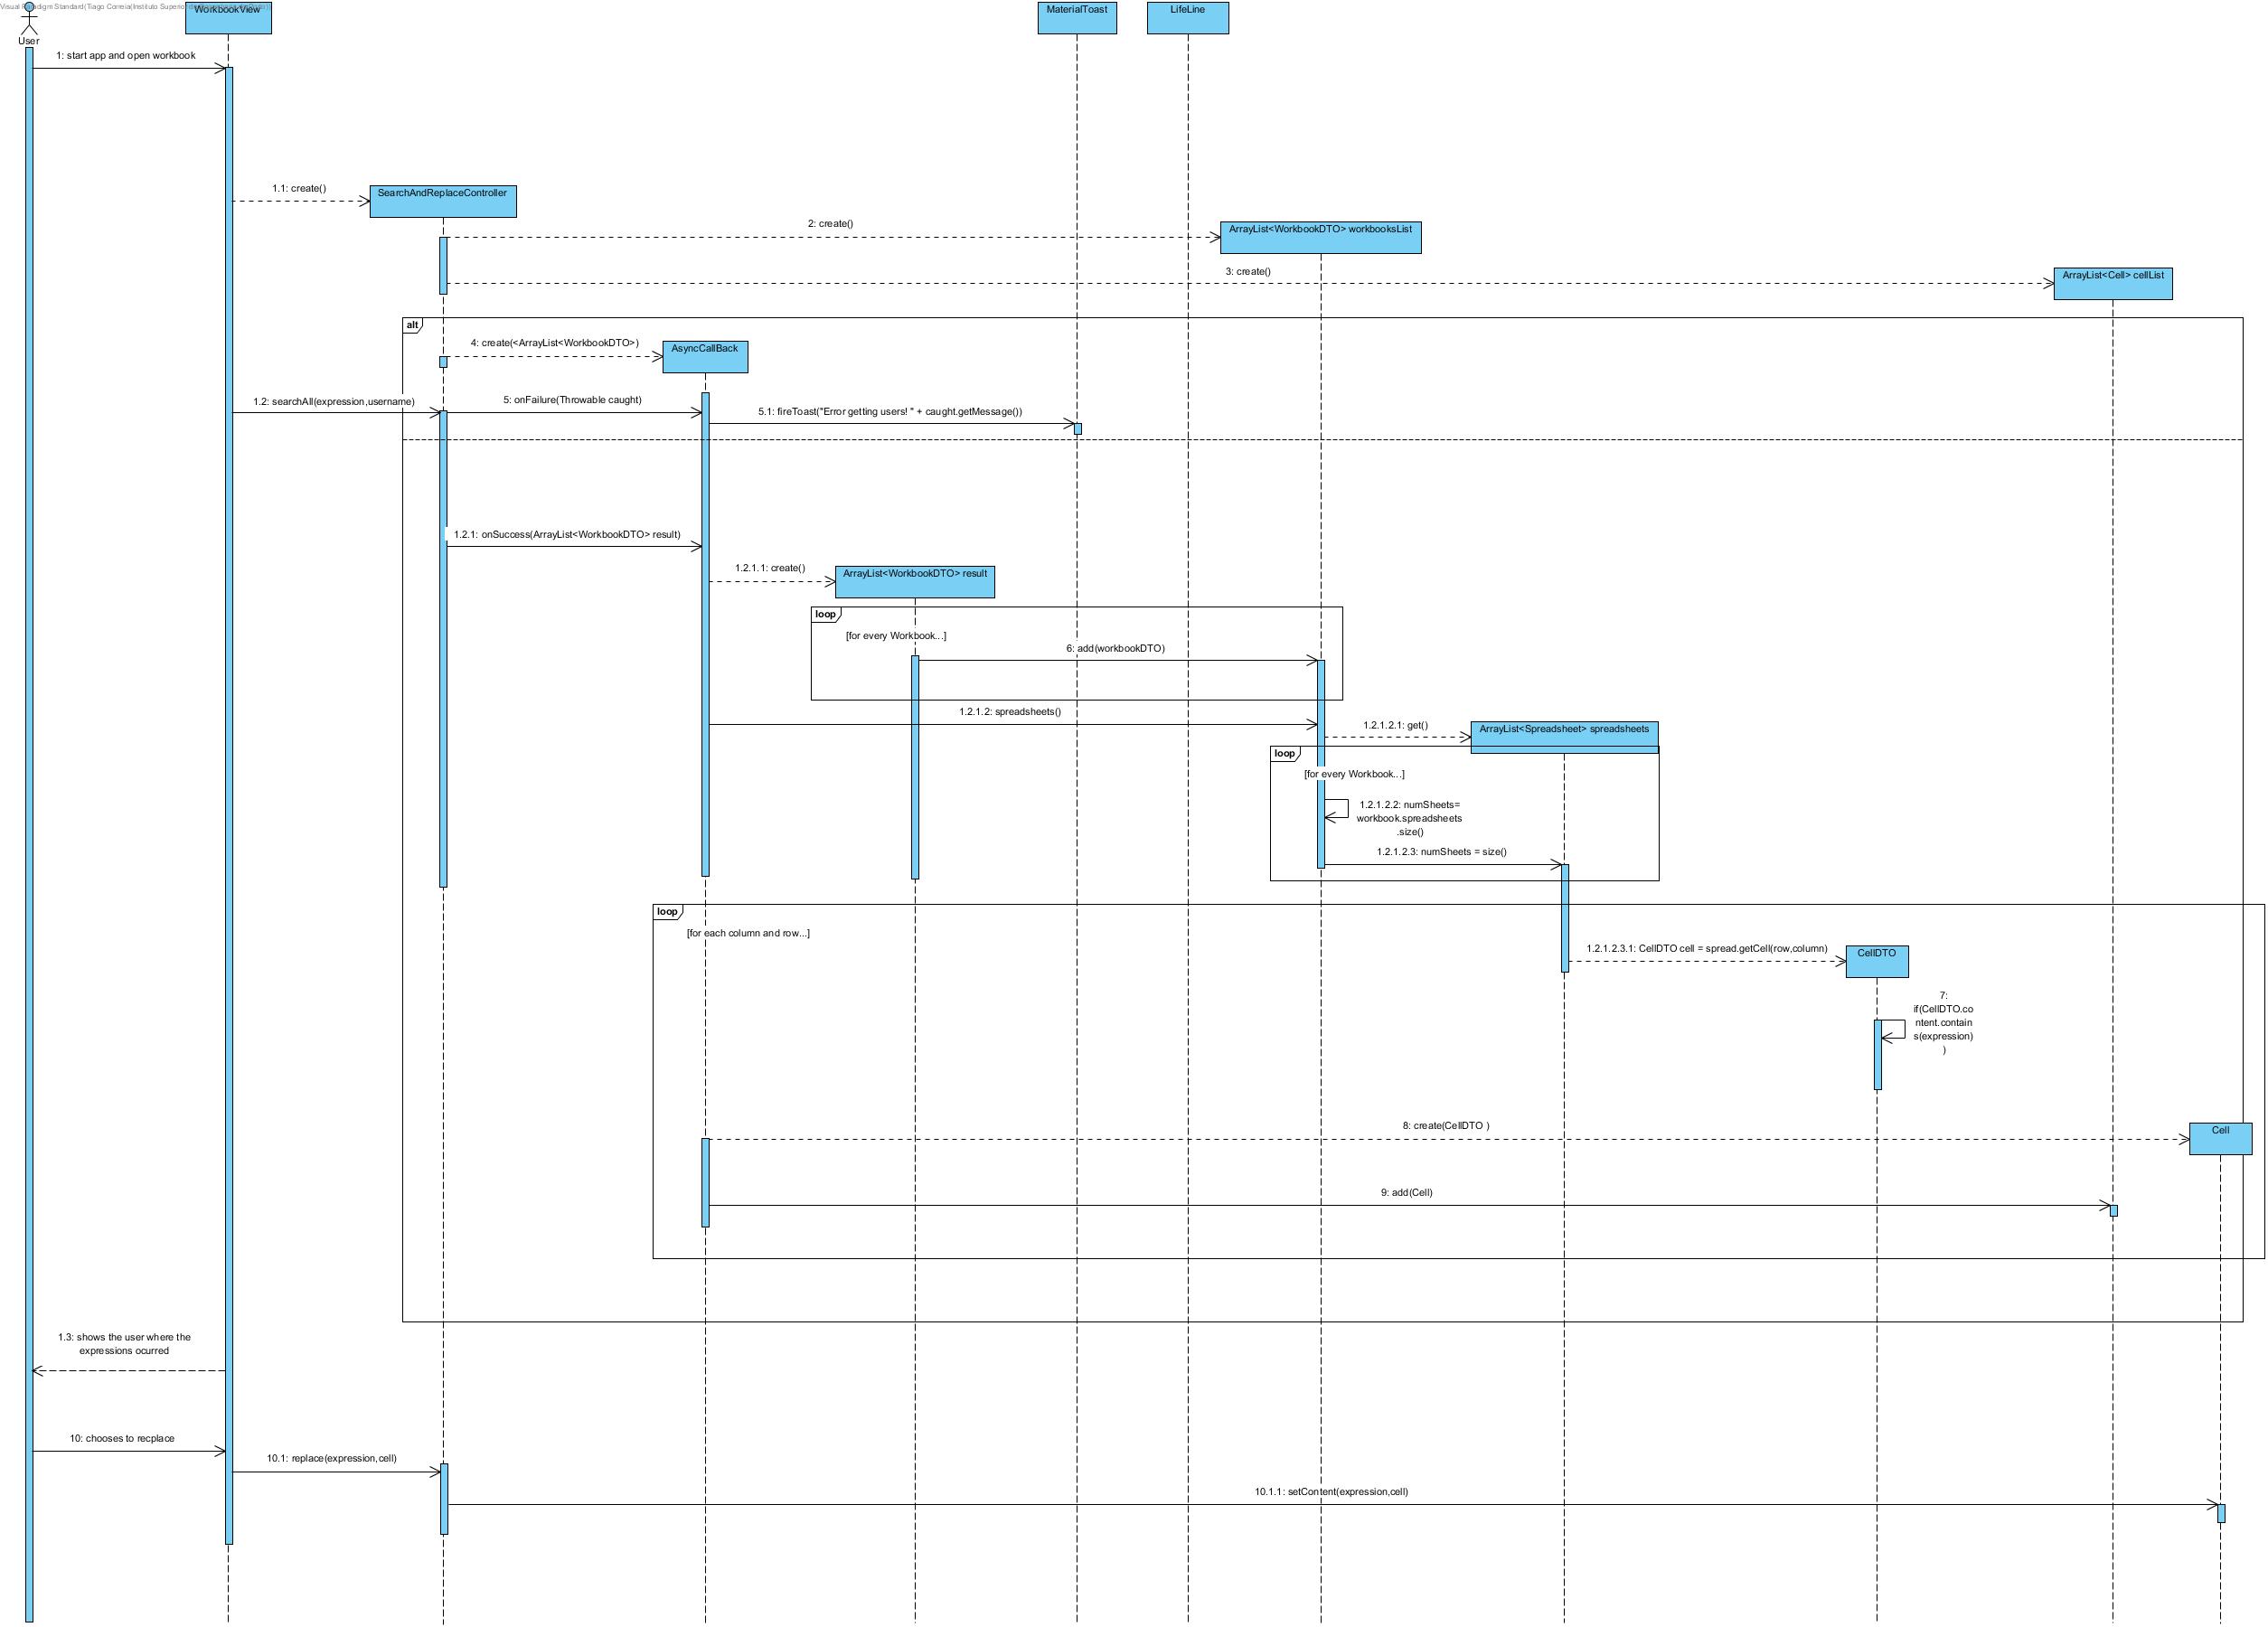 Visual Paradigm Standard(Tiago Correia(Instituto Superior
User
WorkbookView
MaterialToast
LifeLine
1: start app and open workbook
1.1: create()
SearchAndReplaceController
2: create()
ArrayList<WorkbookDTO> workbooksList
3: create()
ArrayList<Cell> cellList
alt
4: create(<ArrayList<WorkbookDTO>)
AsyncCallBack
1.2: searchAll(expression,username)
5: onFailure(Throwable caught)
5.1: fireToast("Error getting users! " + caught.getMessage())
1.2.1: onSuccess(ArrayList<WorkbookDTO> result)
1.2.1.1: create()
ArrayList<WorkbookDTO> result
loop
[for every Workbook...]
6: add(workbookDTO)
1.2.1.2: spreadsheets()
1.2.1.2.1: get()
ArrayList<Spreadsheet> spreadsheets
loop
[for every Workbook...]
1.2.1.2.2: numSheets=
workbook.spreadsheets
.size()
1.2.1.2.3: numSheets = size()
loop
[for each column and row...]
1.2.1.2.3.1: CellDTO cell = spread.getCell(row,column)
CellDTO
7:
if(CellDTO.co
ntent.contain
s(expression)
)
8: create(CellDTO )
Cell
9: add(Cell)
1.3: shows the user where the
expressions ocurred
10: chooses to recplace
10.1: replace(expression,cell)
10.1.1: setContent(expression,cell)